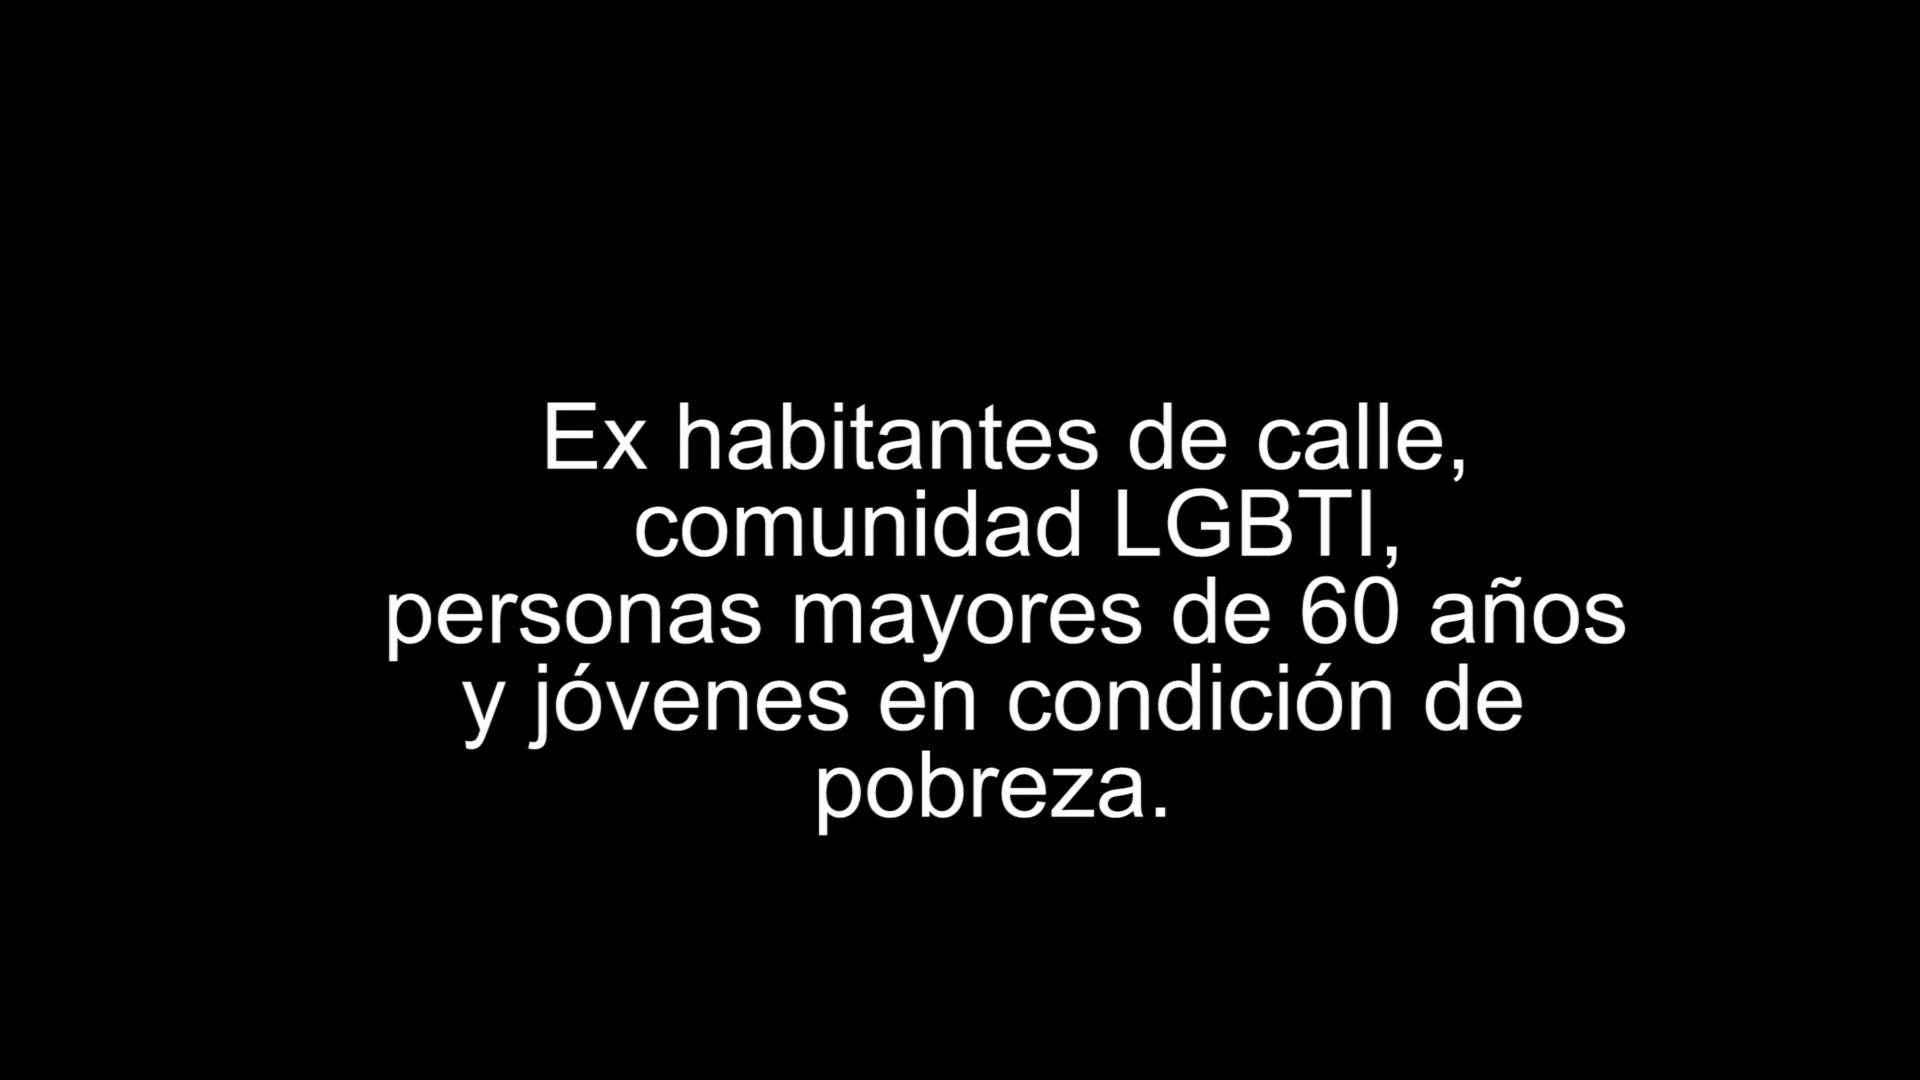 Ex habitantes de calle,
comunidad LGBTI,
personas mayores de 60 años
y jóvenes en condición de
pobreza.